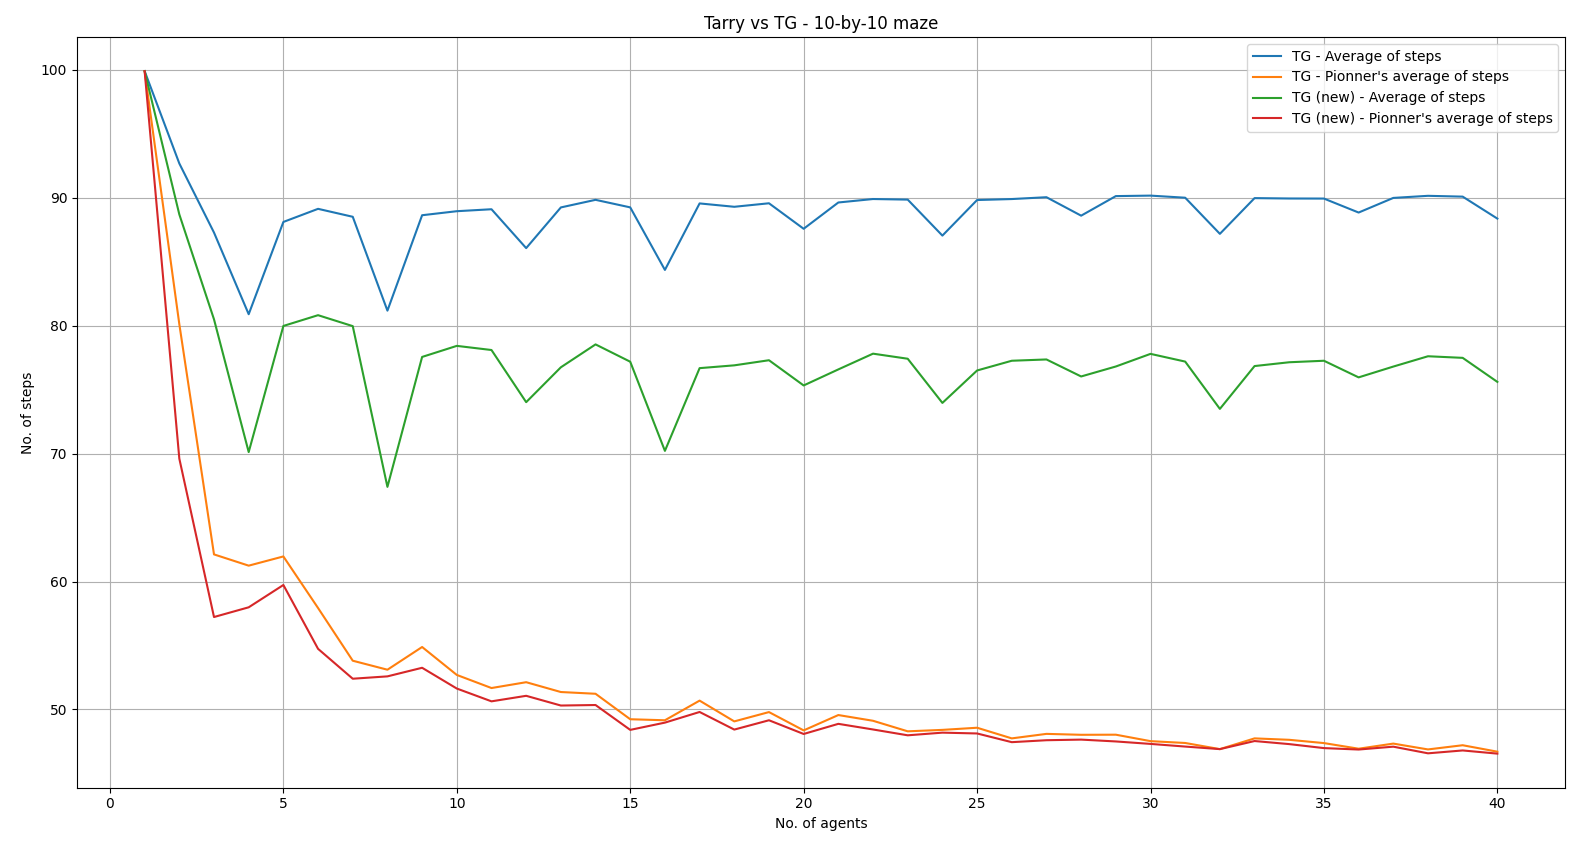 Tarry vs TG - 10-by-10 maze
TG - Average of steps
TG - Pionner's average of steps
TG (new) - Average of steps
TG (new) - Pionner's average of steps
100
90
80
70
60
50
No. of steps
0 5 10 15 20 25 30 35 40
No. of agents